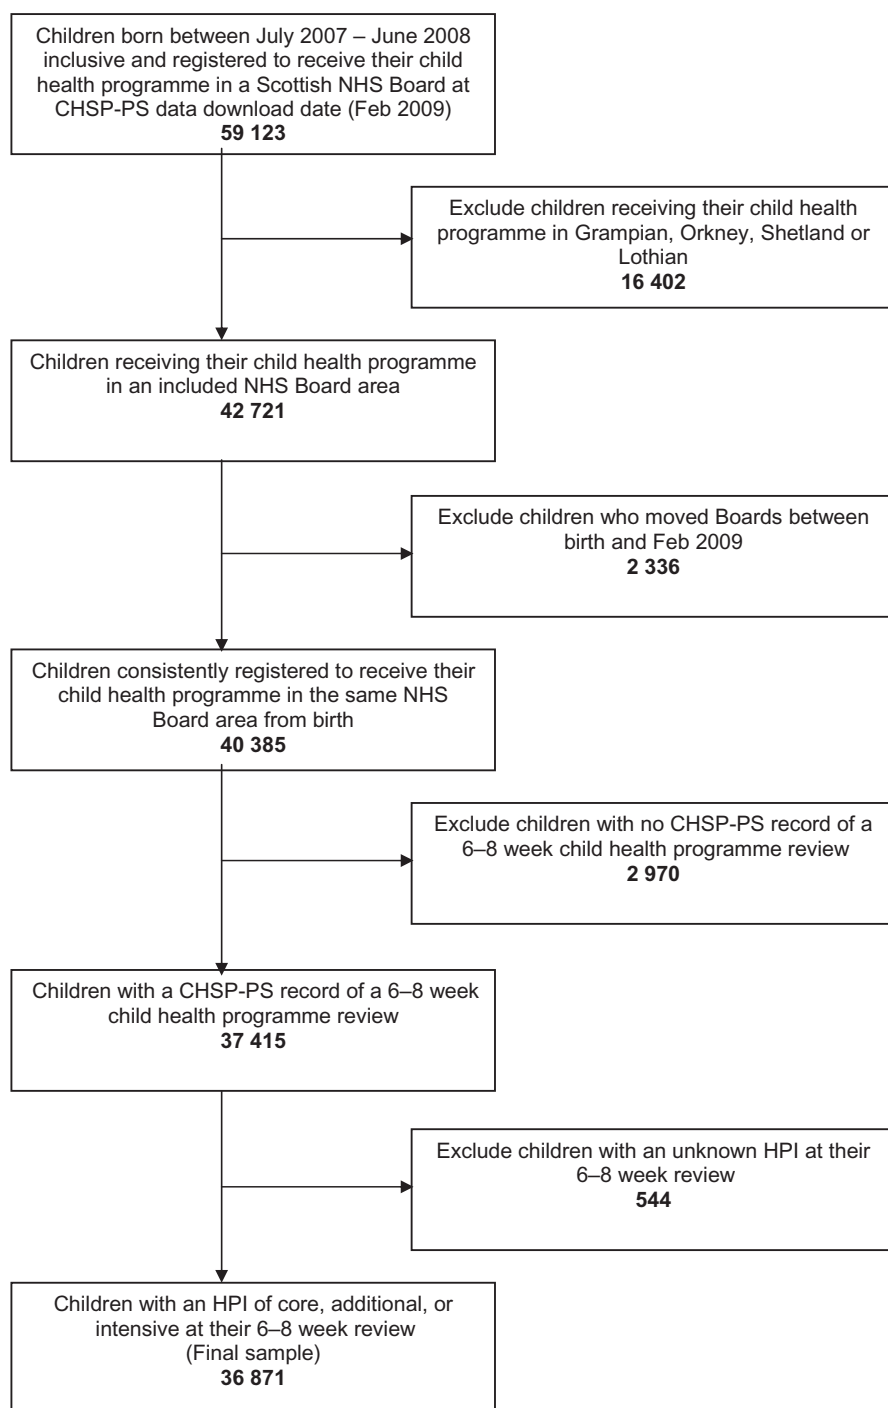 Children born between July 2007 – June 2008
inclusive and registered to receive their child
health programme in a Scottish NHS Board at
CHSP-PS data download date (Feb 2009)
59 123
Exclude children receiving their child health
programme in Grampian, Orkney, Shetland or
Lothian
16 402
Children receiving their child health programme
in an included NHS Board area
42 721
Exclude children who moved Boards between
birth and Feb 2009
2 336
Children consistently registered to receive their
child health programme in the same NHS
Board area from birth
40 385
Exclude children with no CHSP-PS record of a
6–8 week child health programme review
2 970
Children with a CHSP-PS record of a 6–8 week
child health programme review
37 415
Exclude children with an unknown HPI at their
6–8 week review
544
Children with an HPI of core, additional, or
intensive at their 6–8 week review
(Final sample)
36 871